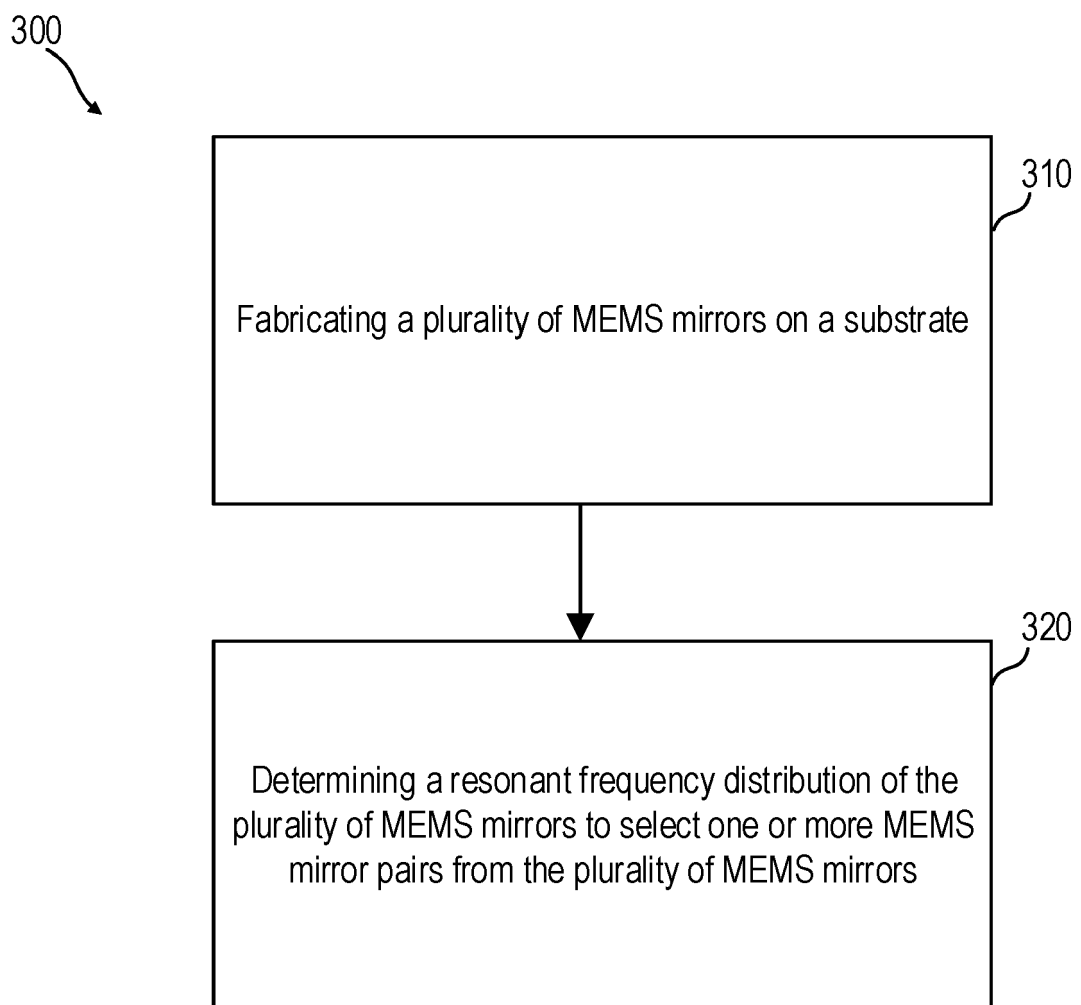 300
310
Fabricating a plurality of MEMS mirrors on a substrate
320
Determining a resonant frequency distribution of the
plurality of MEMS mirrors to select one or more MEMS
mirror pairs from the plurality of MEMS mirrors